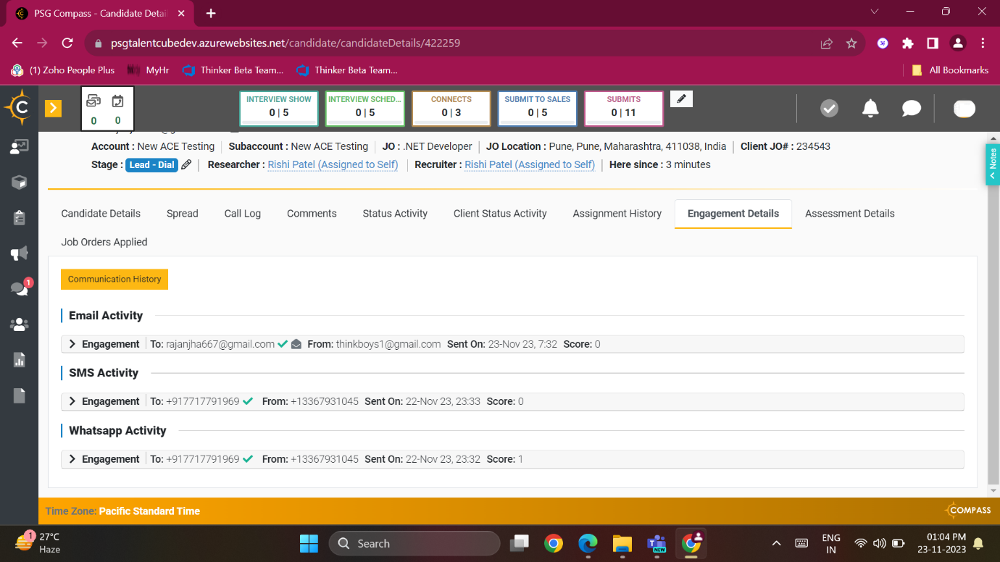 PSG Compass - Candidate Detai
psgtalentcubedev.azurewebsites.net/candidate/candidateDetails/422259
(1) Zoho People Plus MyHr Thinker Beta Team... Thinker Beta Team... All Bookmarks
C
0 0
INTERVIEW SHOW
0 | 5
INTERVIEW SCHED...
0 | 5
CONNECTS
0 | 3
SUBMIT TO SALES
0 | 5
SUBMITS
0 | 11
Account : New ACE Testing Subaccount : New ACE Testing JO : .NET Developer JO Location : Pune, Pune, Maharashtra, 411038, India Client JO# : 234543
Stage : Lead - Dial Researcher : Rishi Patel (Assigned to Self) Recruiter : Rishi Patel (Assigned to Self) Here since : 3 minutes
Notes
Candidate Details Spread Call Log Comments Status Activity Client Status Activity Assignment History Engagement Details Assessment Details
Job Orders Applied
1
Communication History
Email Activity
Engagement To: rajanjha667@gmail.com From: thinkboys1@gmail.com Sent On: 23-Nov 23, 7:32 Score: 0
SMS Activity
Engagement To: +917717791969 From: +13367931045 Sent On: 22-Nov 23, 23:33 Score: 0
Whatsapp Activity
Engagement To: +917717791969 From: +13367931045 Sent On: 22-Nov 23, 23:32 Score: 1
Time Zone: Pacific Standard Time COMPASS
1
27°C
Haze
Search
NEW
ENG
IN
01:04 PM
23-11-2023